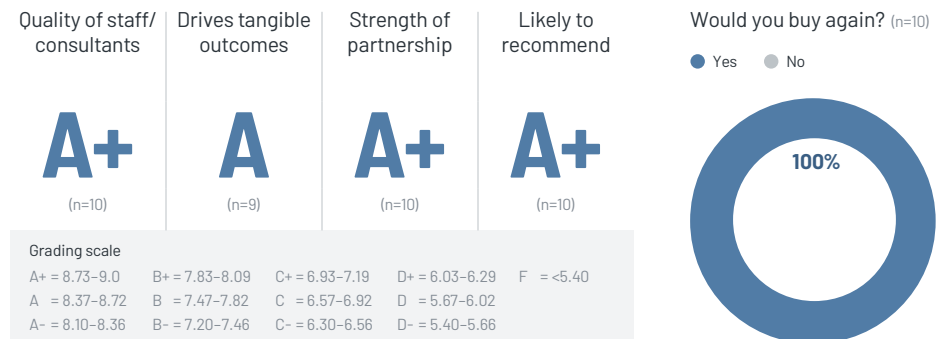 Quality of staff/
consultants
Drives tangible
outcomes
Strength of
partnership
Likely to
recommend
A+
A
A+
A+
(n=10)
(n=9)
(n=10)
(n=10)
Grading scale
A+ = 8.73–9.0 B+ = 7.83–8.09 C+ = 6.93–7.19 D+ = 6.03–6.29 F = <5.40
A = 8.37–8.72 B = 7.47–7.82 C = 6.57–6.92 D = 5.67–6.02
A- = 8.10–8.36 B- = 7.20–7.46 C- = 6.30–6.56 D- = 5.40–5.66
Would you buy again? (n=10)
Yes No
100%